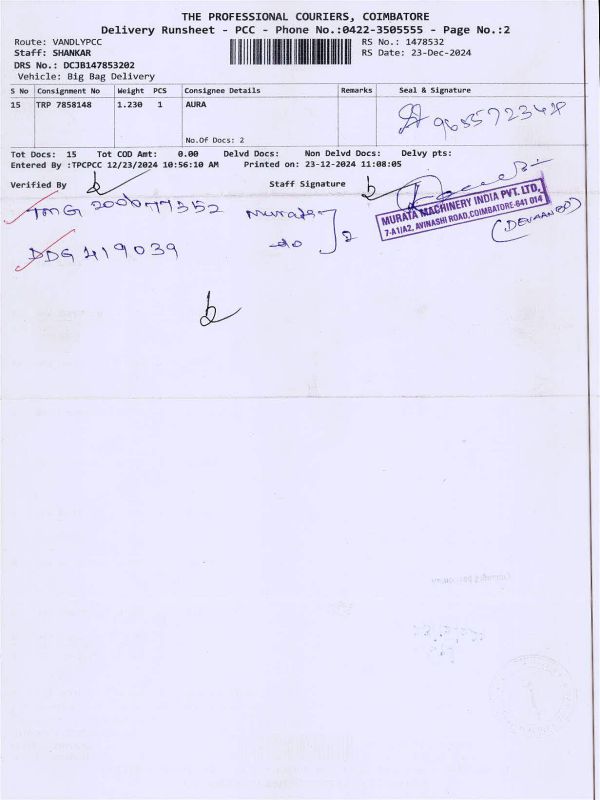 THE PROFESSIONAL COURIERS, COIMBATORE
Delivery Runsheet - PCC - Phone No.:0422-3505555 - Page No.:2
Route: VANDLYPCC RS No.: 1478532
Staff: SHANKAR RS Date: 23-Dec-2024
DRS No.: DCJB147853202
Vehicle: Big Bag Delivery
S No Consignment No Weight PCS Consignee Details Remarks Seal & Signature
15 TRP 7858148 1.230 1 AURA
No.Of Docs: 2
Tot Docs: 15 Tot COD Amt: 0.00 Delvd Docs: Non Delvd Docs: Delvy pts:
Entered By :TPCPCC 12/23/2024 10:56:10 AM Printed on: 23-12-2024 11:08:05
Verified By Staff Signature
MURATA MACHINERY INDIA PVT. LTD.
7-A1/A2, AVINASHI ROAD, COIMBATORE-641 014
TMG 200077352 Murata
DDG 419039 do 2